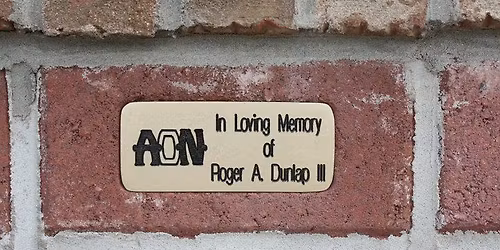 AON
In Loving Memory
of
Roger A. Dunlap III